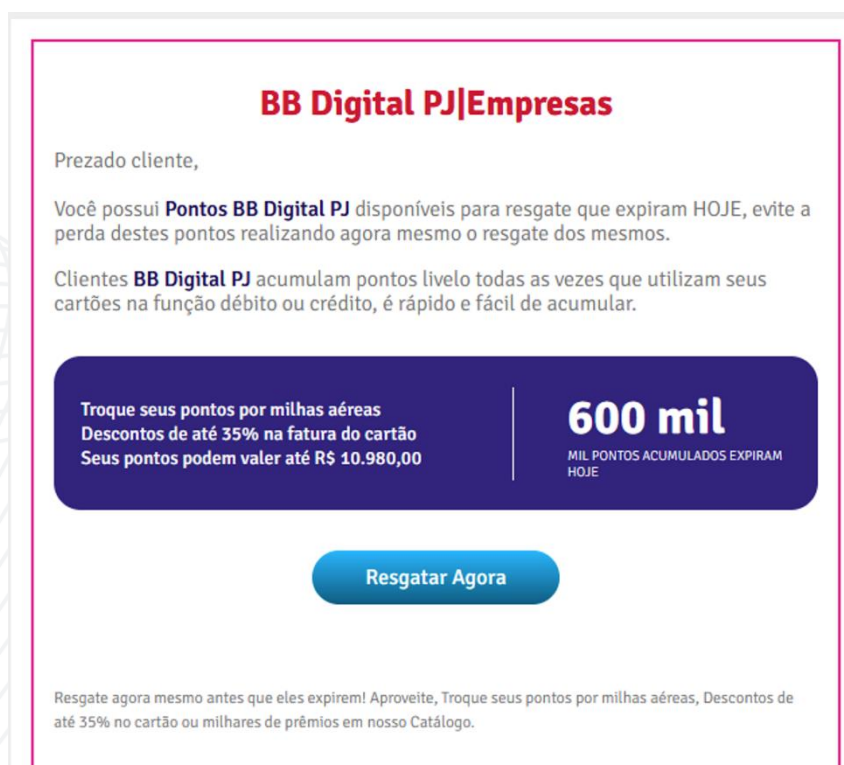 BB Digital PJ|Empresas
Prezado cliente,
Você possui Pontos BB Digital PJ disponíveis para resgate que expiram HOJE, evite a
perda destes pontos realizando agora mesmo o resgate dos mesmos.
Clientes BB Digital PJ acumulam pontos livelo todas as vezes que utilizam seus
cartões na função débito ou crédito, é rápido e fácil de acumular.
Troque seus pontos por milhas aéreas
Descontos de até 35% na fatura do cartão
Seus pontos podem valer até R$ 10.980,00
600 mil
MIL PONTOS ACUMULADOS EXPIRAM
HOJE
Resgatar Agora
Resgate agora mesmo antes que eles expirem! Aproveite, Troque seus pontos por milhas aéreas, Descontos de
até 35% no cartão ou milhares de prêmios em nosso Catálogo.